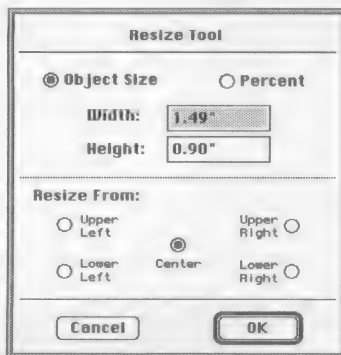 Resize Tool
Object Size Percent
Width: 1.49"
Height: 0.90"
Resize From:
Upper Left Upper Right
Center
Lower Left Lower Right
Cancel OK